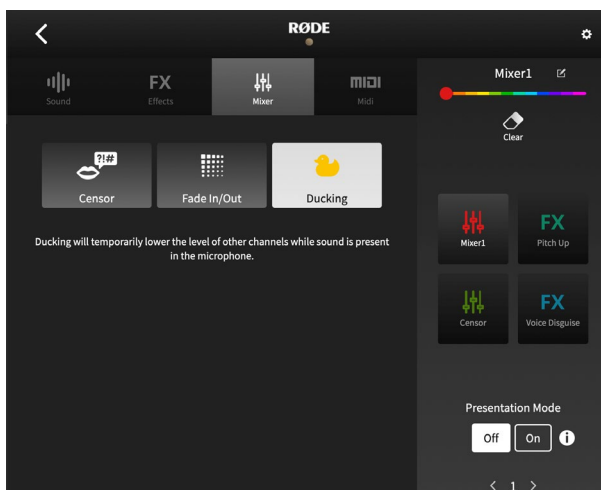 RØDE
Sound
FX
Effects
Mixer
MIDI
Midi
Mixer1
Clear
?!#
Censor
Fade In/Out
Ducking
Ducking will temporarily lower the level of other channels while sound is present
in the microphone.
Mixer1
FX
Pitch Up
Censor
FX
Voice Disguise
Presentation Mode
Off
On
i
< 1 >